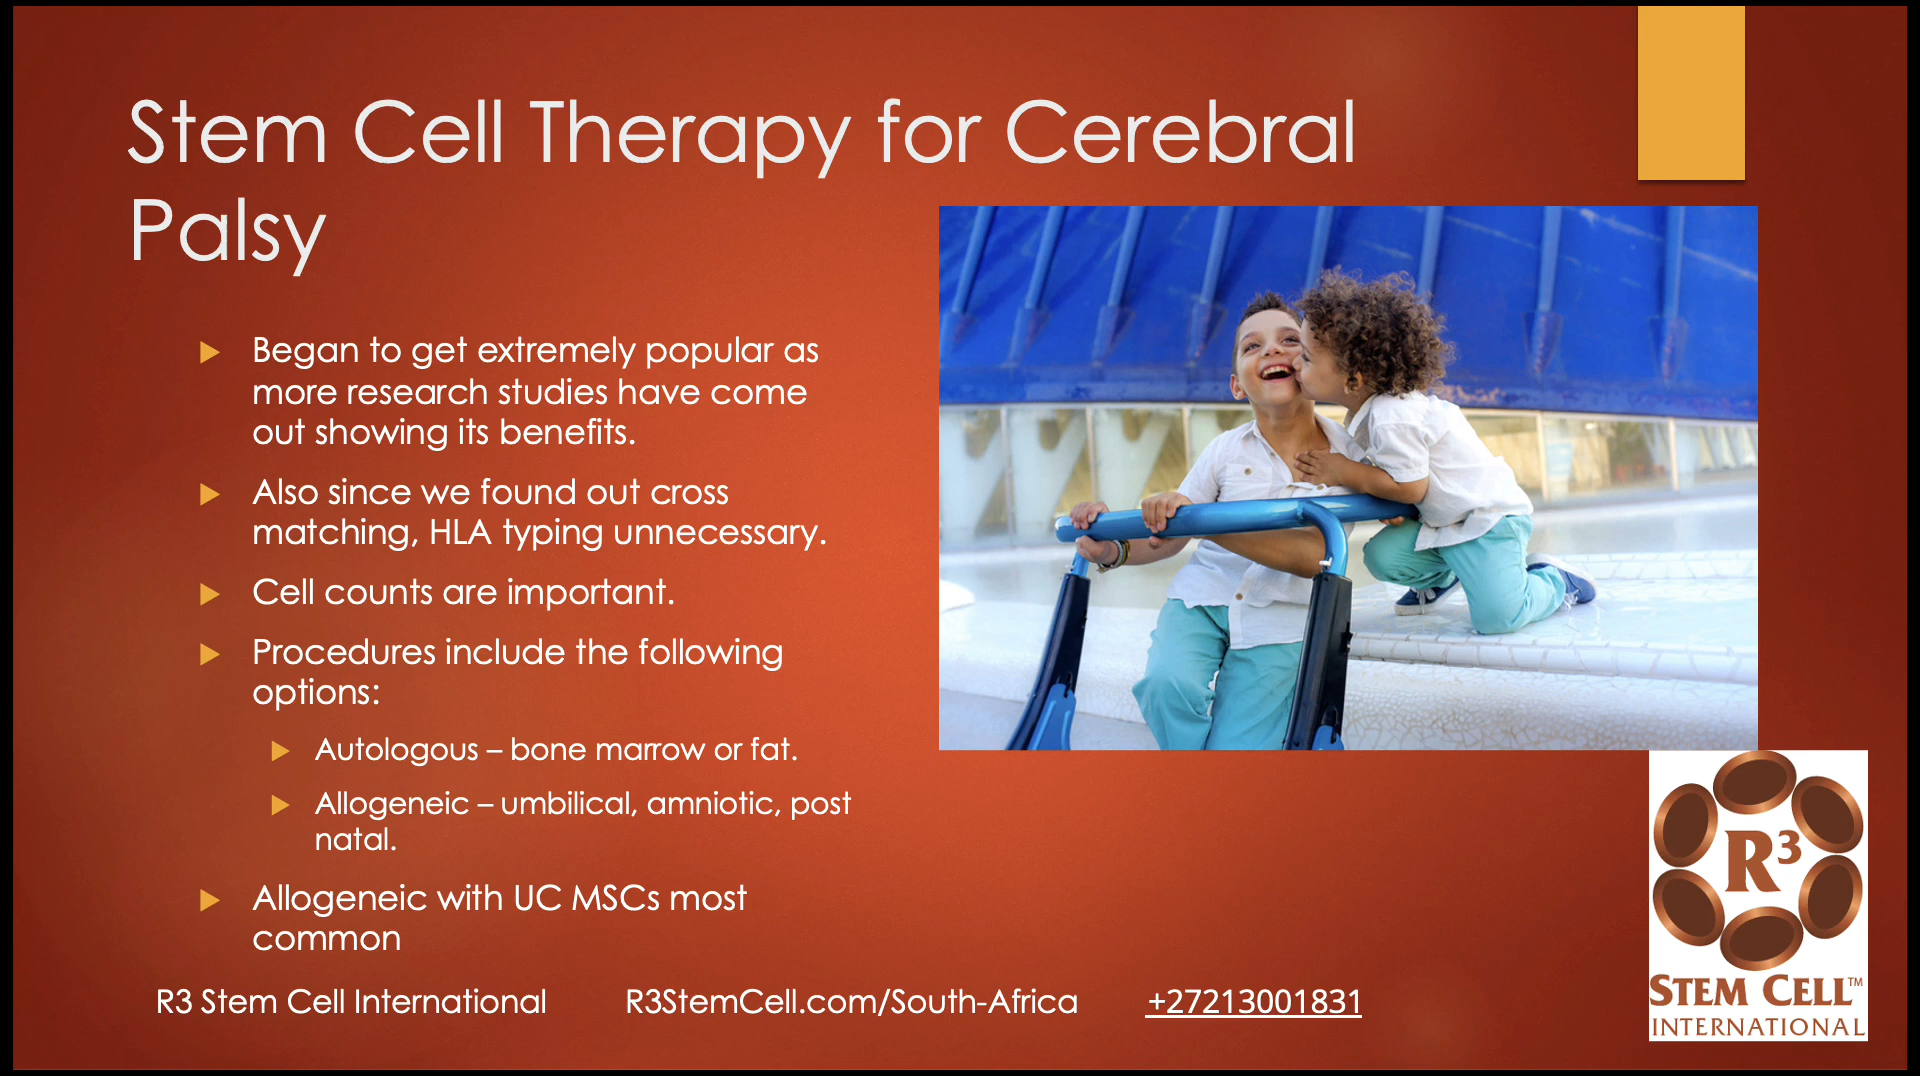 Stem Cell Therapy for Cerebral
Palsy
Began to get extremely popular as
more research studies have come
out showing its benefits.
Also since we found out cross
matching, HLA typing unnecessary.
Cell counts are important.
Procedures include the following
options:
Autologous – bone marrow or fat.
Allogeneic – umbilical, amniotic, post
natal.
Allogeneic with UC MSCs most
common
R3 Stem Cell International R3StemCell.com/South-Africa +27213001831
R³
STEM CELL™
INTERNATIONAL